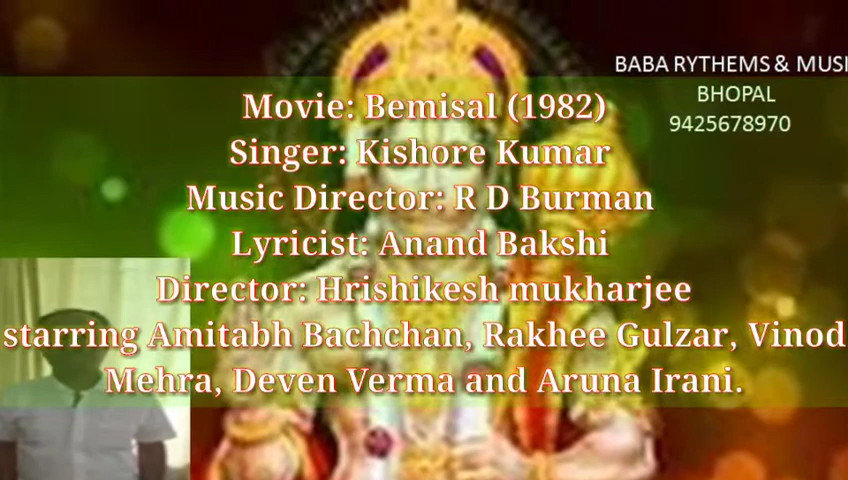 BABA RYTHEMS & MUSI
BHOPAL
9425678970
Movie: Bemisal (1982)
Singer: Kishore Kumar
Music Director: R D Burman
Lyricist: Anand Bakshi
Director: Hrishikesh mukharjee
starring Amitabh Bachchan, Rakhee Gulzar, Vinod
Mehra, Deven Verma and Aruna Irani.